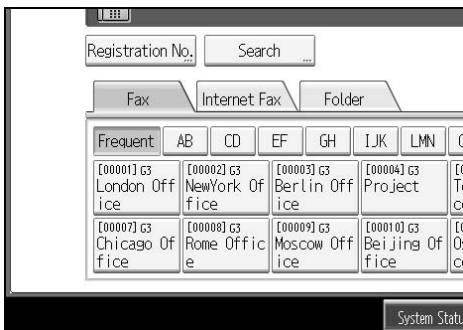 Registration No.
Search
Fax
Internet Fax
Folder
Frequent AB CD EF GH IJK LMN
[00001] G3 [00002] G3 [00003] G3 [00004] G3
London Off NewYork Of Berlin Off Project
ice fice ice
[00007] G3 [00008] G3 [00009] G3 [00010] G3
Chicago Of Rome Offic Moscow Off Beijing Of
fice e ice fice
System Statu